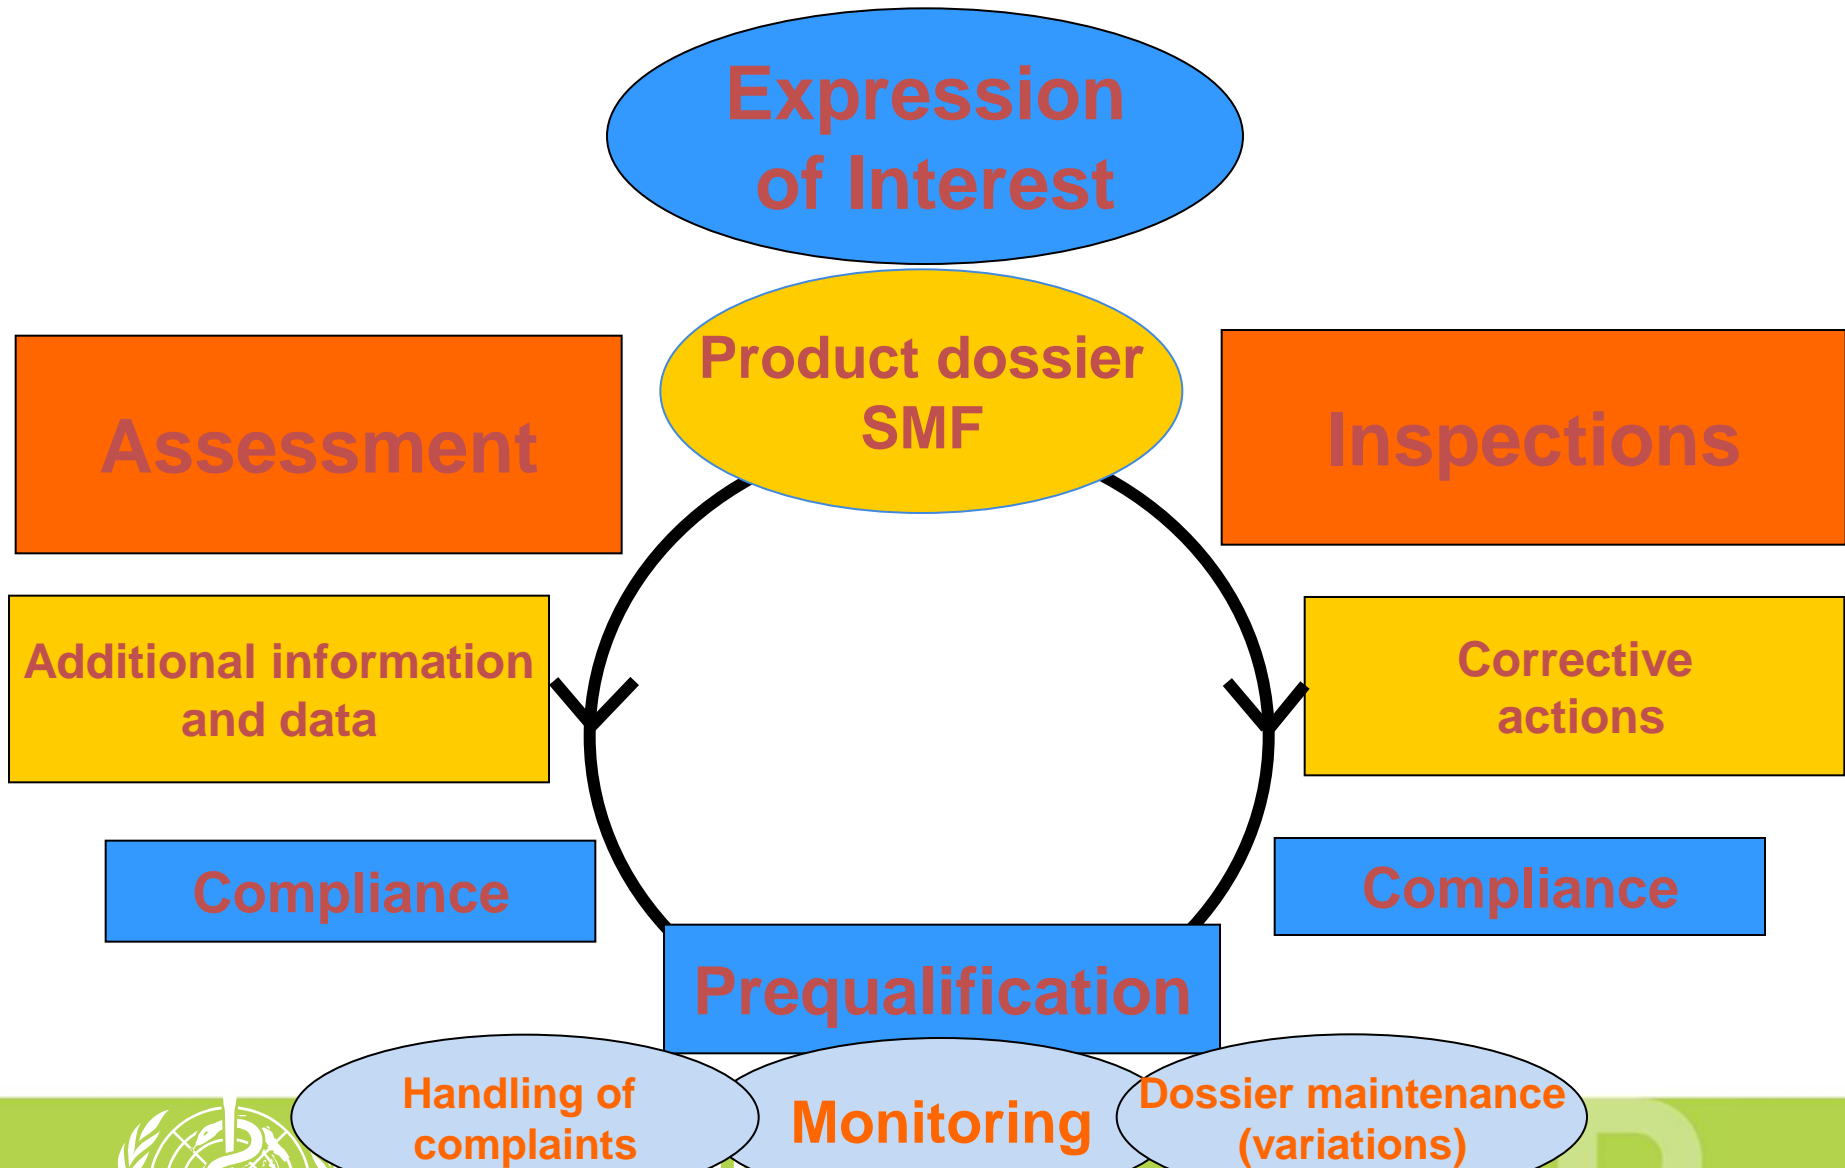 Expression
of Interest
Product dossier
SMF
Assessment
Inspections
Additional information
and data
Corrective
actions
Compliance
Compliance
Prequalification
Handling of
complaints
Monitoring
Dossier maintenance
(variations)